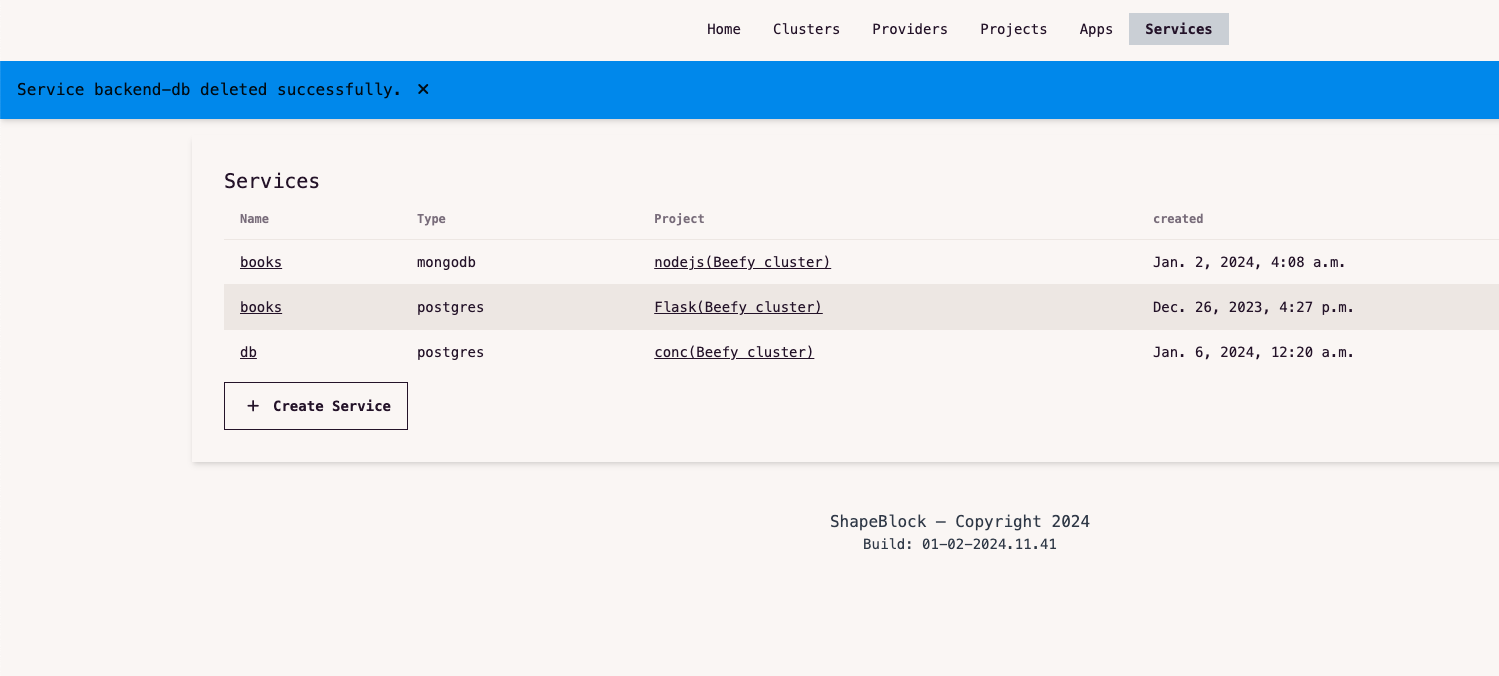 Home Clusters Providers Projects Apps Services
Service backend-db deleted successfully. ✕
Services
Name Type Project created
books mongodb nodejs(Beefy cluster) Jan. 2, 2024, 4:08 a.m.
books postgres Flask(Beefy cluster) Dec. 26, 2023, 4:27 p.m.
db postgres conc(Beefy cluster) Jan. 6, 2024, 12:20 a.m.
+ Create Service
ShapeBlock — Copyright 2024
Build: 01-02-2024.11.41